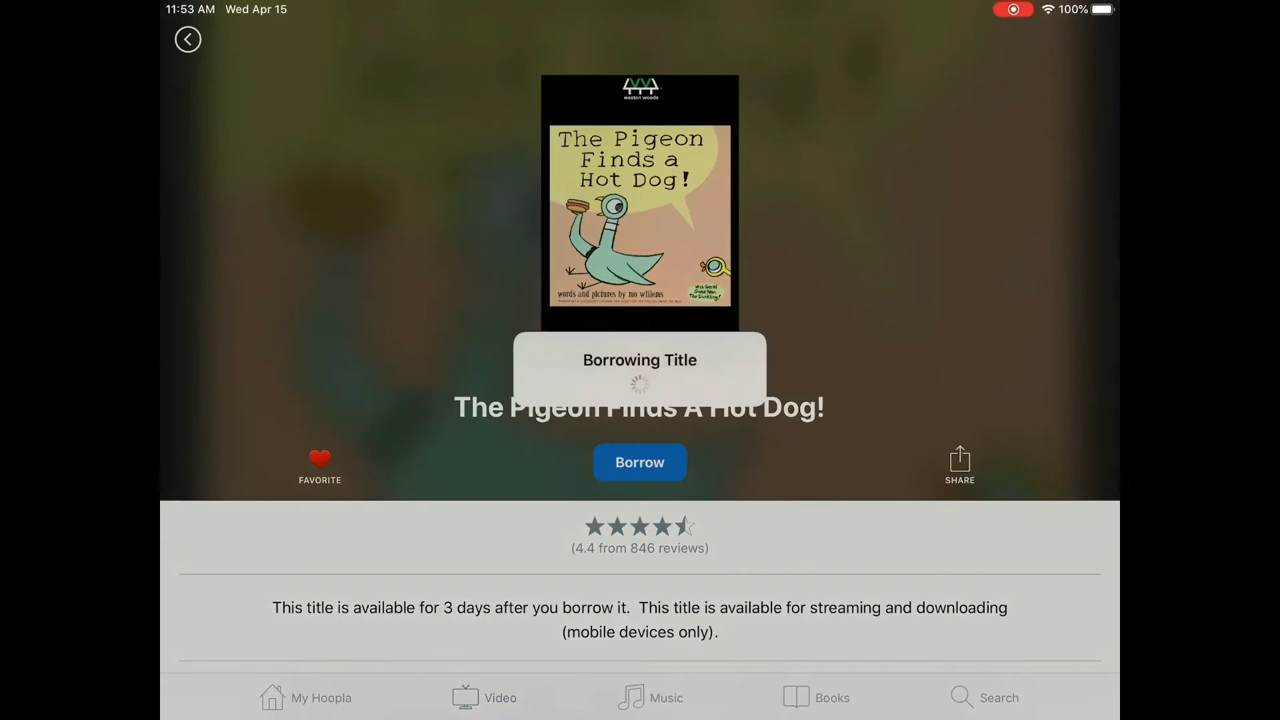 11:53 AM Wed Apr 15
100%
weston woods
The Pigeon
Finds a
Hot Dog!
words and pictures by mo willems
Borrowing Title
The Pigeon Finds A Hot Dog!
Borrow
FAVORITE
SHARE
(4.4 from 846 reviews)
This title is available for 3 days after you borrow it. This title is available for streaming and downloading
(mobile devices only).
My Hoopla
Video
Music
Books
Search